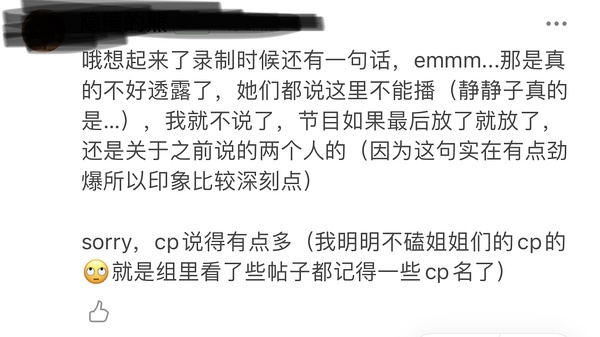 哦想起来了录制时候还有一句话，emmm...那是真
的不好透露了，她们都说这里不能播（静静子真的
是...），我就不说了，节目如果最后放了就放了，
还是关于之前说的两个人的（因为这句实在有点劲
爆所以印象比较深刻点）
sorry，cp说得有点多（我明明不磕姐姐们的cp的
🙄就是组里看了些帖子都记得一些cp名了）